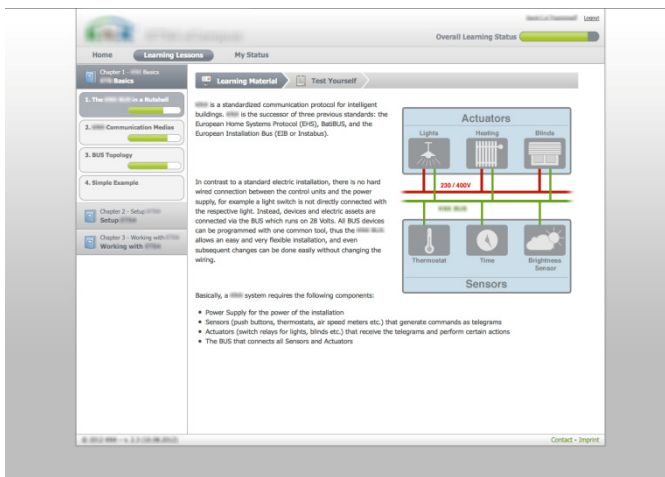 Logout
Overall Learning Status
Home
Learning Lessons
My Status
Chapter 1 - Basics
Basics
Learning Material
Test Yourself
1. The in a Nutshell
2. Communication Medias
3. BUS Topology
4. Simple Example
Chapter 2 - Setup
Setup
Chapter 3 - Working with
Working with
is a standardized communication protocol for intelligent
buildings. is the successor of three previous standards: the
European Home Systems Protocol (EHS), BatiBUS, and the
European Installation Bus (EIB or Instabus).
In contrast to a standard electric installation, there is no hard
wired connection between the control units and the power
supply, for example a light switch is not directly connected with
the respective light. Instead, devices and electric assets are
connected via the BUS which runs on 28 Volts. All BUS devices
can be programmed with one common tool, thus the
allows an easy and very flexible installation, and even
subsequent changes can be done easily without changing the
wiring.
Actuators
Lights
Heating
Blinds
230 / 400V
Thermostat
Time
Brightness
Sensor
Sensors
Basically, a system requires the following components:
• Power Supply for the power of the installation
• Sensors (push buttons, thermostats, air speed meters etc.) that generate commands as telegrams
• Actuators (switch relays for lights, blinds etc.) that receive the telegrams and perform certain actions
• The BUS that connects all Sensors and Actuators
Contact - Imprint